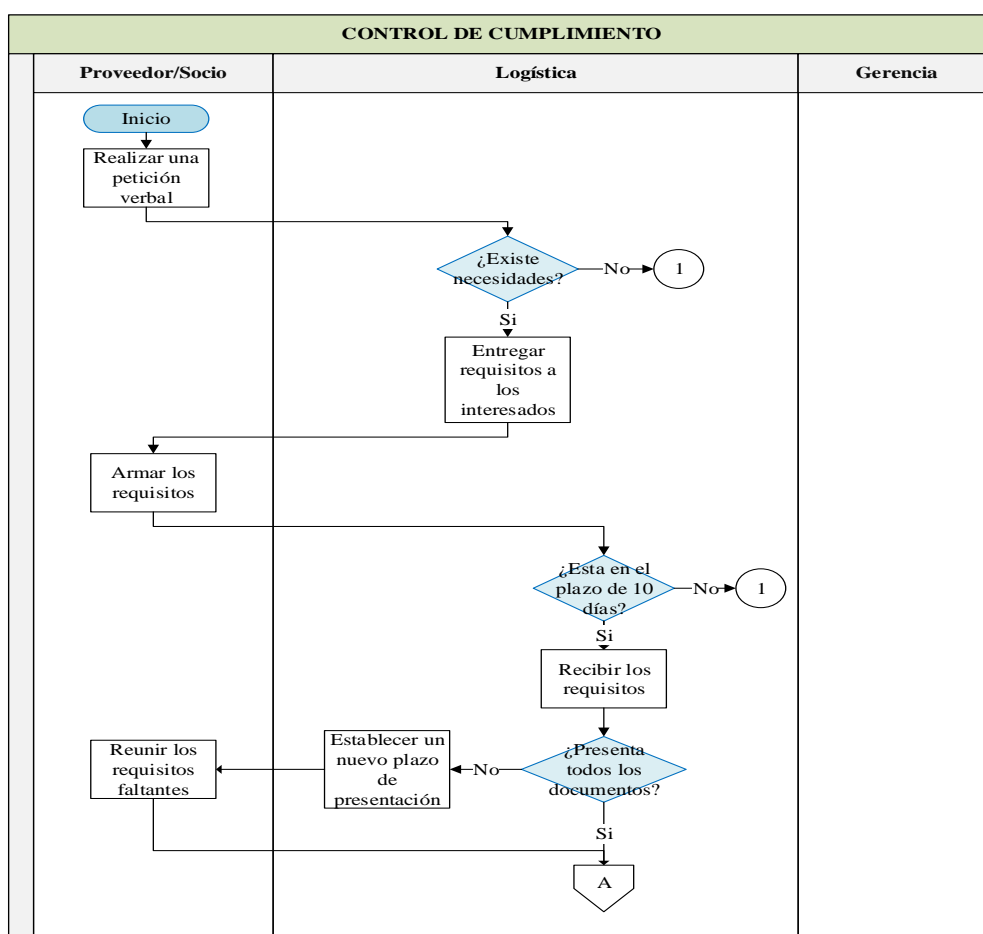 CONTROL DE CUMPLIMIENTO
Proveedor/Socio
Logística
Gerencia
Inicio
Realizar una
petición
verbal
¿Existe
necesidades?
No
1
Si
Entregar
requisitos a
los
interesados
Armar los
requisitos
¿Esta en el
plazo de 10
días?
No
1
Si
Recibir los
requisitos
¿Presenta
todos los
documentos?
No
Establecer un
nuevo plazo
de
presentación
Reunir los
requisitos
faltantes
Si
A